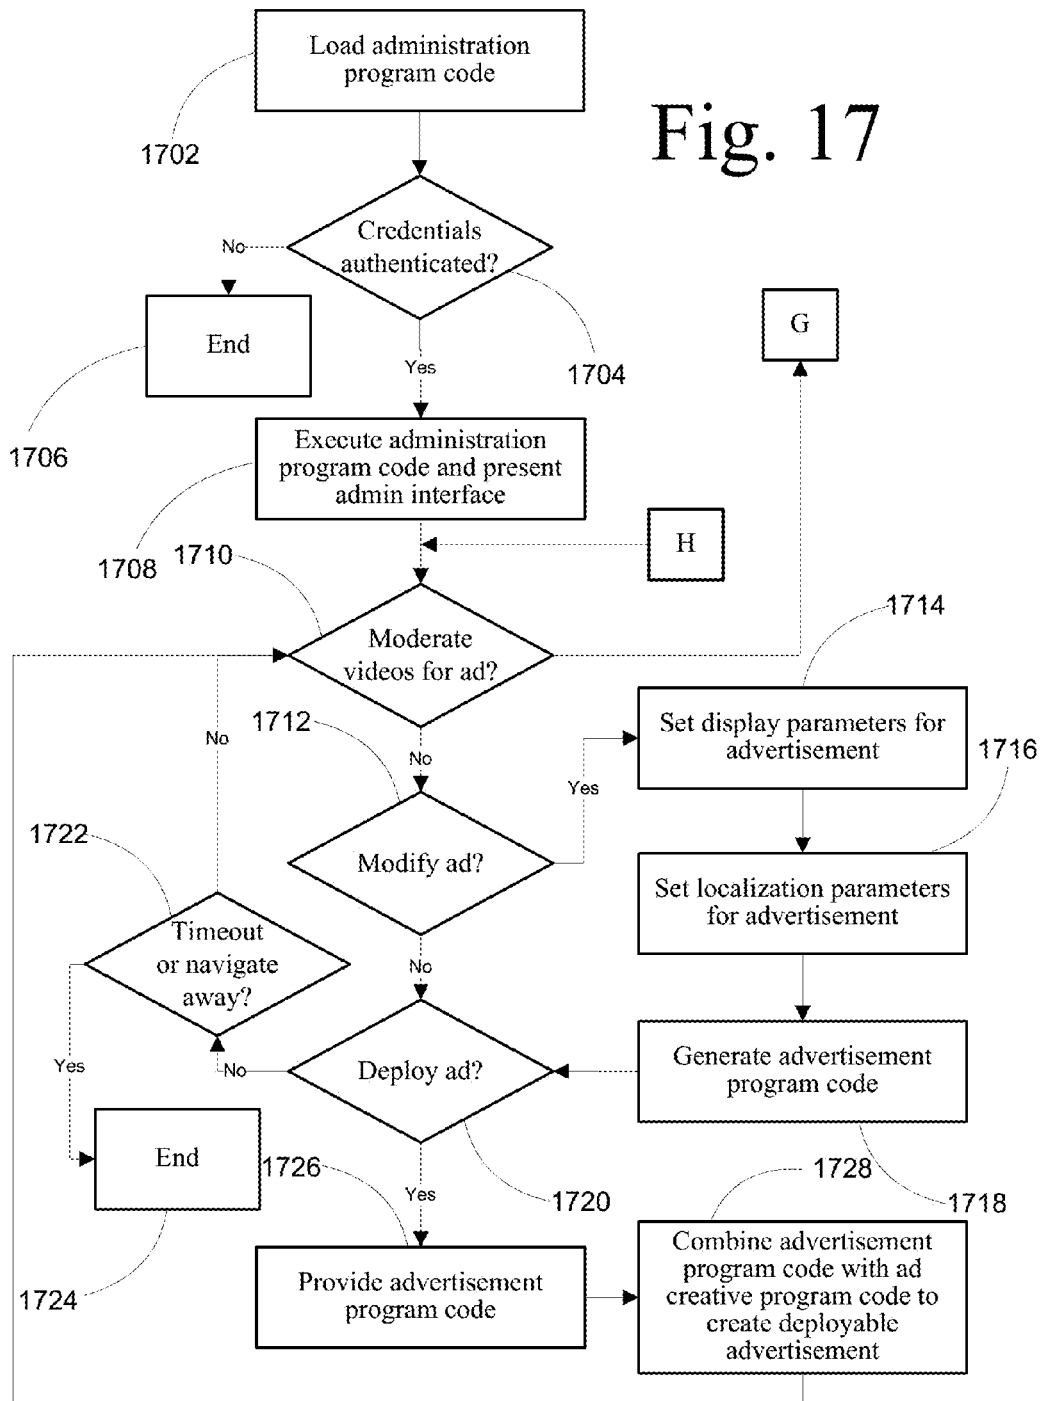 Load administration
program code
Fig. 17
1702
Credentials
authenticated?
No
G
End
Yes
1704
1706
Execute administration
program code and present
admin interface
H
1710
1708
1714
Moderate
videos for ad?
1712
Set display parameters for
advertisement
1716
No
No
Yes
1722
Modify ad?
Set localization parameters
for advertisement
Timeout
or navigate
away?
No
Yes
No
Deploy ad?
Generate advertisement
program code
End
1726
1728
Yes
1720
1718
1724
Provide advertisement
program code
Combine advertisement
program code with ad
creative program code to
create deployable
advertisement